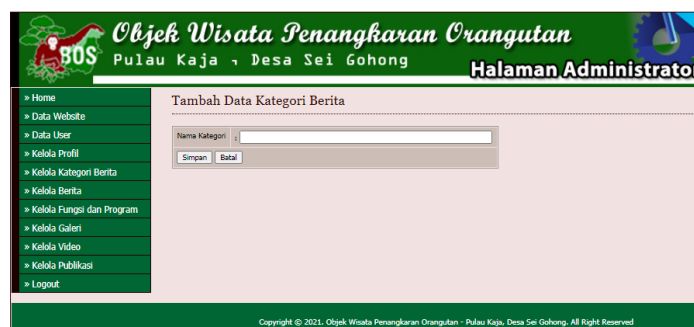 BOS
Objek Wisata Penangkaran Orangutan
Pulau Kaja , Desa Sei Gohong
Halaman Administrator
» Home
» Data Website
» Data User
» Kelola Profil
» Kelola Kategori Berita
» Kelola Berita
» Kelola Fungsi dan Program
» Kelola Galeri
» Kelola Video
» Kelola Publikasi
» Logout
Tambah Data Kategori Berita
Nama Kategori :
Simpan Batal
Copyright © 2021. Objek Wisata Penangkaran Orangutan - Pulau Kaja, Desa Sei Gohong. All Right Reserved